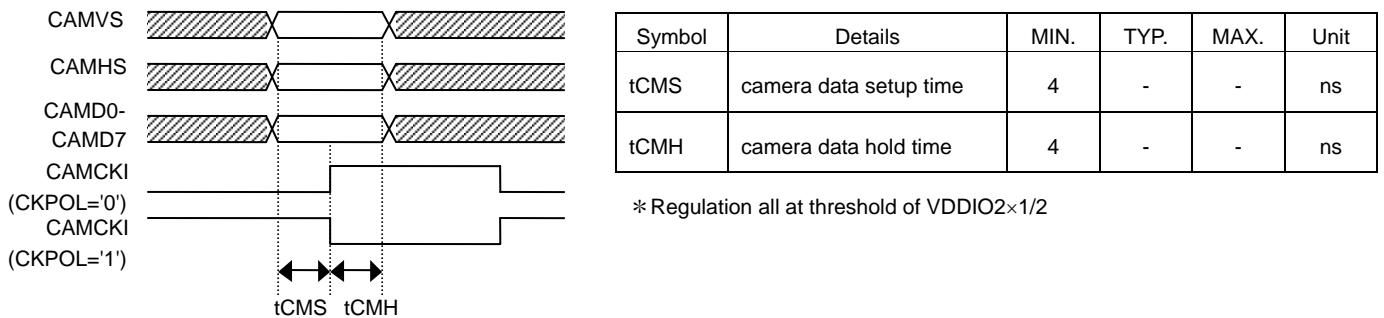 CAMVS
CAMHS
CAMD0-
CAMD7
CAMCKI
(CKPOL='0')
CAMCKI
(CKPOL='1')
tCMS tCMH
Symbol Details MIN. TYP. MAX. Unit
tCMS camera data setup time 4 - - ns
tCMH camera data hold time 4 - - ns
＊Regulation all at threshold of VDDIO2×1/2